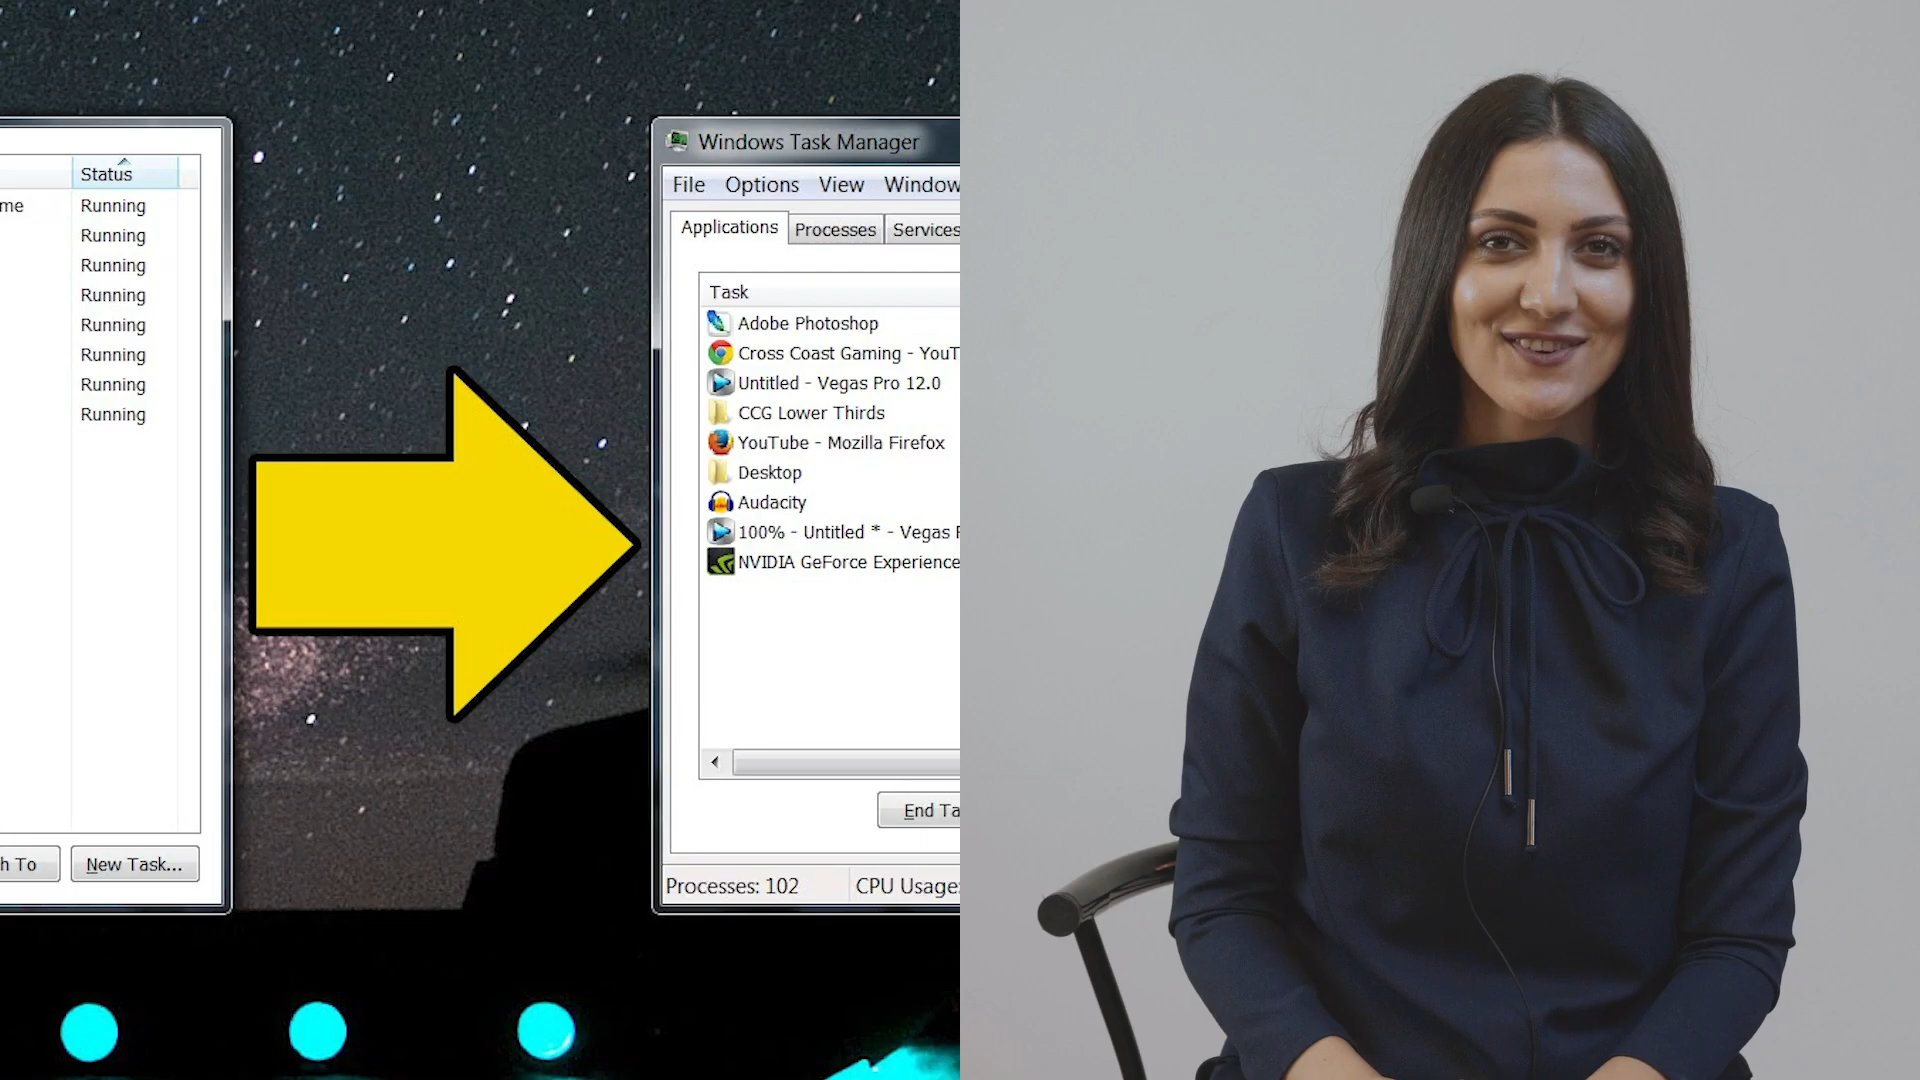 Status
me Running
Running
Running
Running
Running
Running
Running
Running
h To New Task...
Windows Task Manager
File Options View Window
Applications Processes Services
Task
Adobe Photoshop
Cross Coast Gaming - YouT
Untitled - Vegas Pro 12.0
CCG Lower Thirds
YouTube - Mozilla Firefox
Desktop
Audacity
100% - Untitled * - Vegas P
NVIDIA GeForce Experience
End Ta
Processes: 102 CPU Usage: